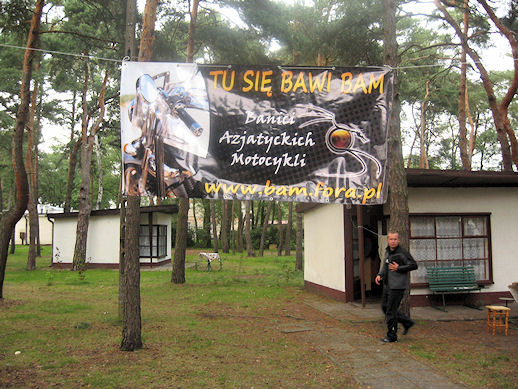 TU SIĘ BAWI BAM
Banici
Azjatyckich
Motocykli
www.bam.fora.pl